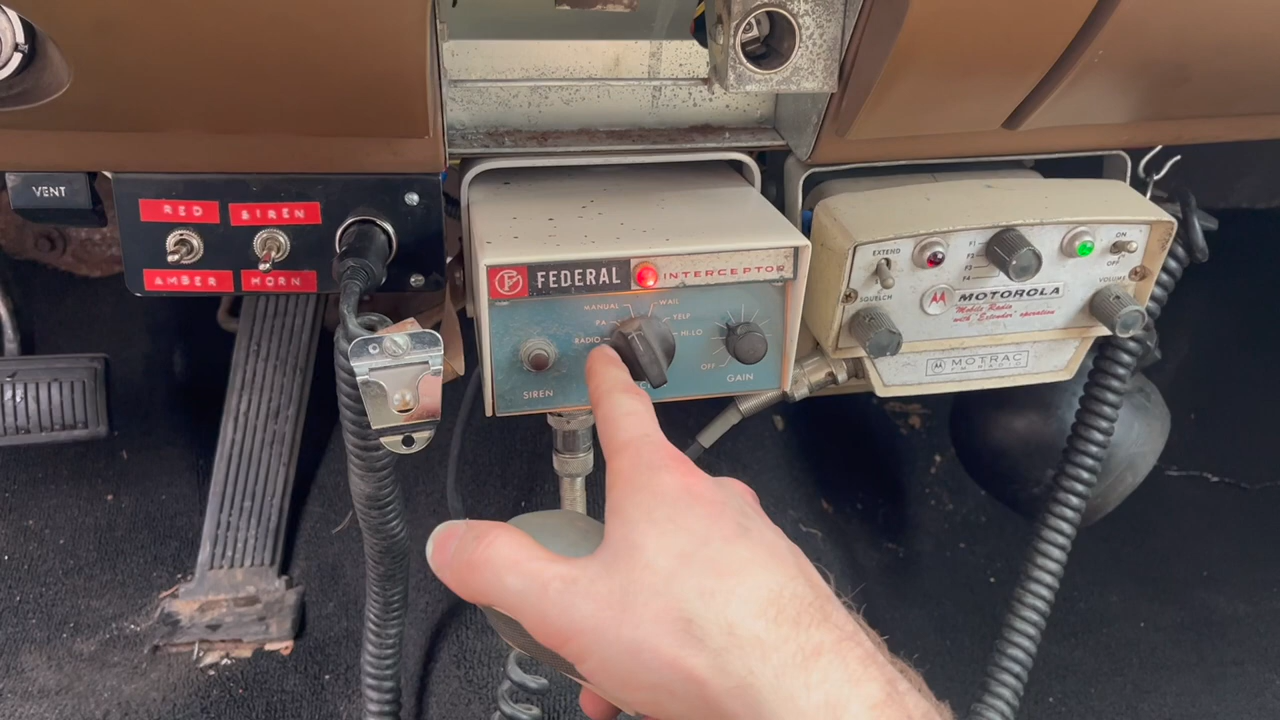 VENT
RED
SIREN
AMBER
HORN
FEDERAL
INTERCEPTOR
MANUAL
WAIL
PA
YELP
RADIO
HI-LO
OFF
SIREN
GAIN
EXTEND
SQUELCH
F1
F2
F3
F4
ON
OFF
VOLUME
MOTOROLA
Mobile Radio
with "Extender" operation
MOTRAC
FM RADIO